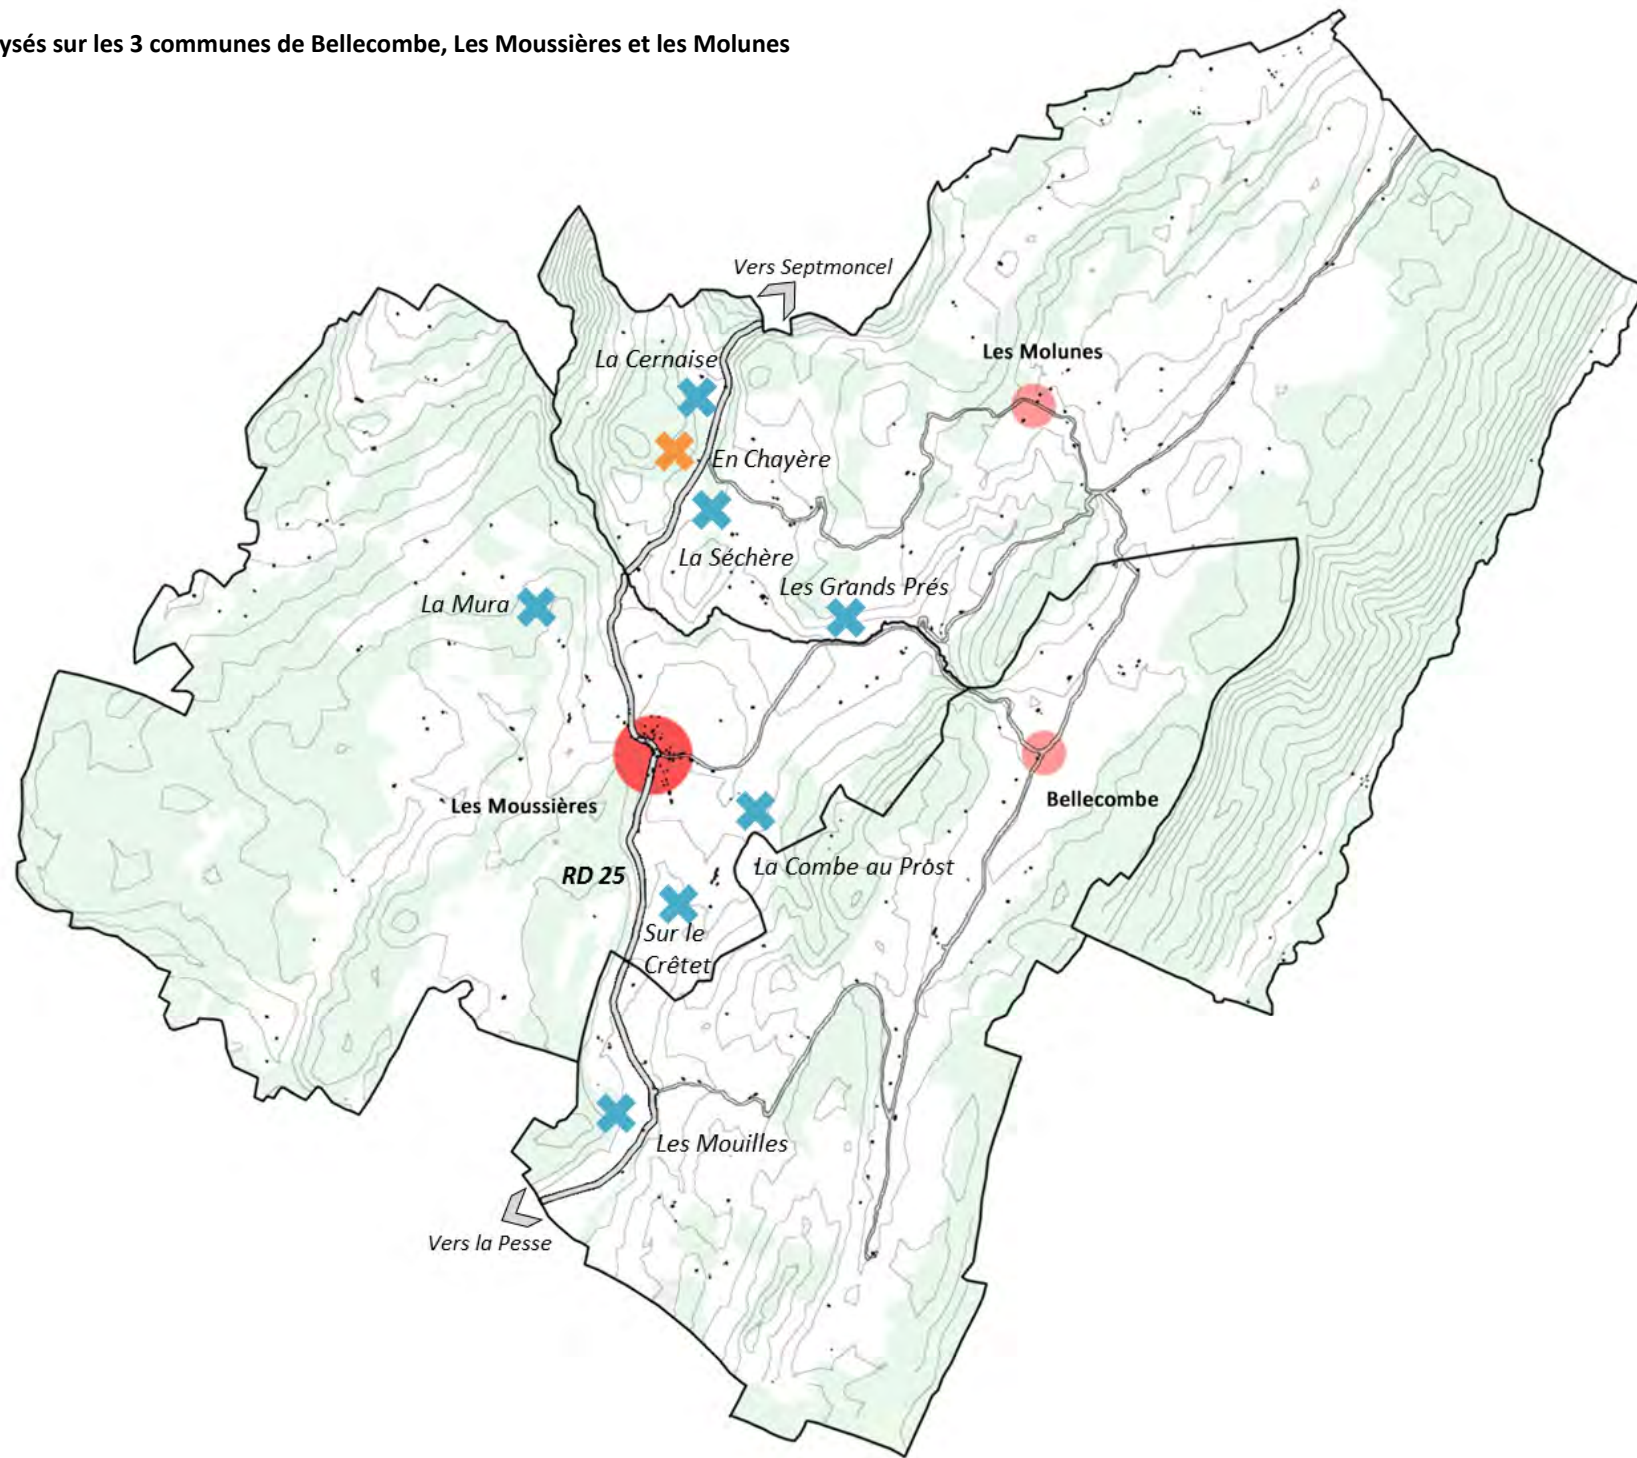 ysés sur les 3 communes de Bellecombe, Les Moussières et les Molunes
Vers Septmoncel
Les Molunes
La Cernaise
En Chayère
La Séchère
Les Grands Prés
La Mura
Les Moussières
Bellecombe
La Combe au Prost
RD 25
Sur le
Crêtet
Les Mouilles
Vers la Pesse